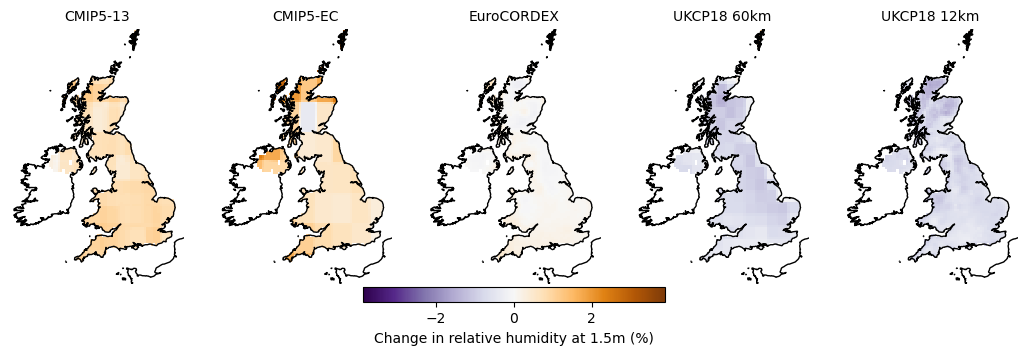 CMIP5-13 CMIP5-EC EuroCORDEX UKCP18 60km UKCP18 12km
−2 0 2
Change in relative humidity at 1.5m (%)